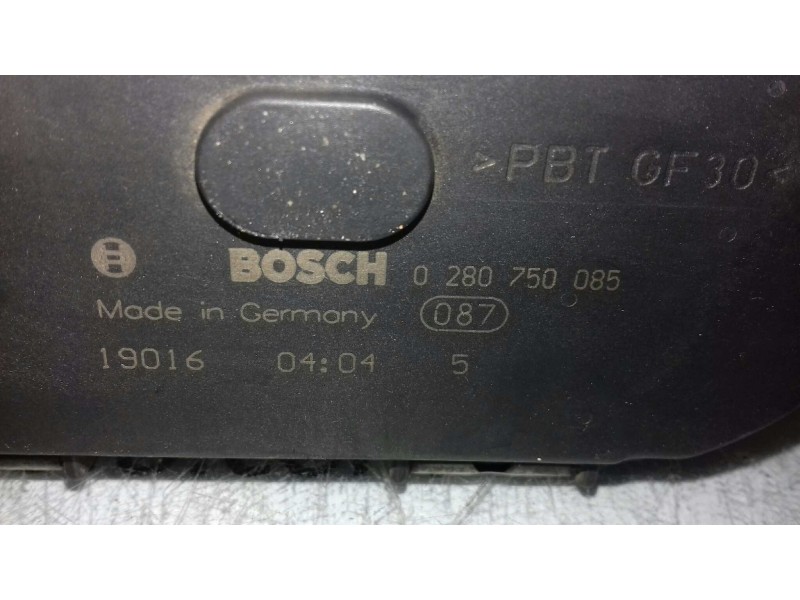 >PBT GF30<
BOSCH 0 280 750 085
Made in Germany 087
19016 04:04 5